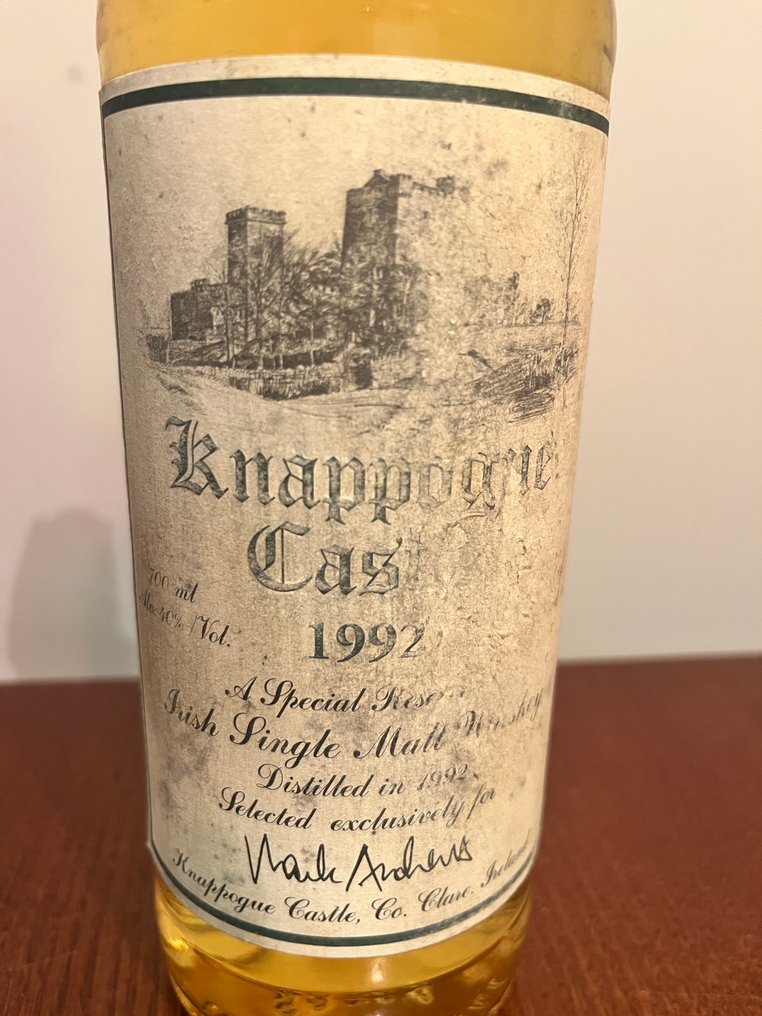 Knappogue
Cas
700 ml
Alc 40% /Vol.
1992
A Special Rese
Irish Single Malt Whiskey
Distilled in 1992.
Selected exclusively for
Mark Andrews
Knappogue Castle, Co. Clare, Ireland